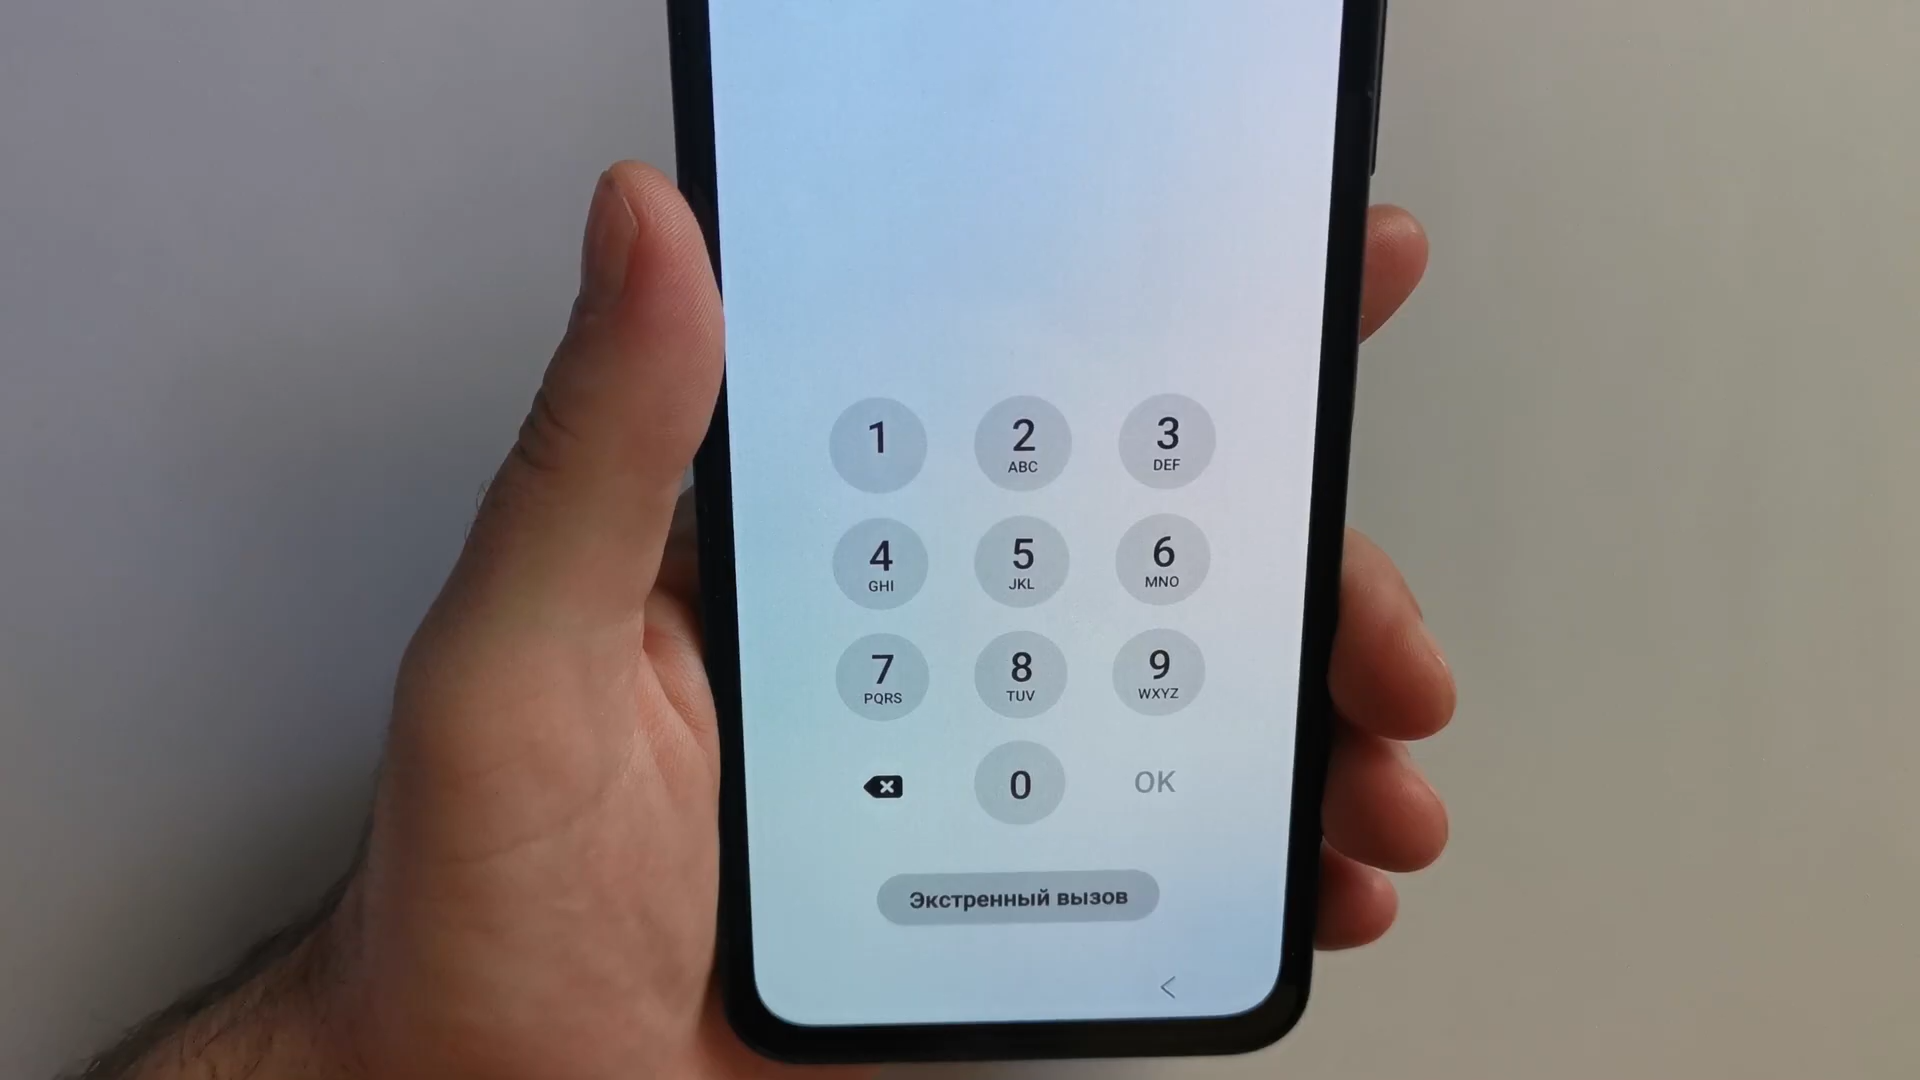 1 2 3
ABC DEF
4 5 6
GHI JKL MNO
7 8 9
PQRS TUV WXYZ
0 OK
Экстренный вызов